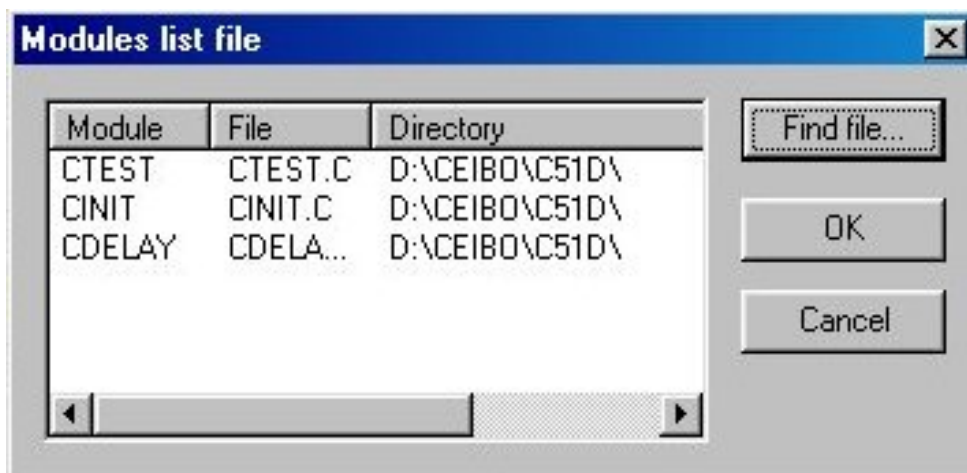 Modules list file
Module File Directory
CTEST CTEST.C D:\CEIBO\C51D\
CINIT CINIT.C D:\CEIBO\C51D\
CDELAY CDELA... D:\CEIBO\C51D\
Find file...
OK
Cancel